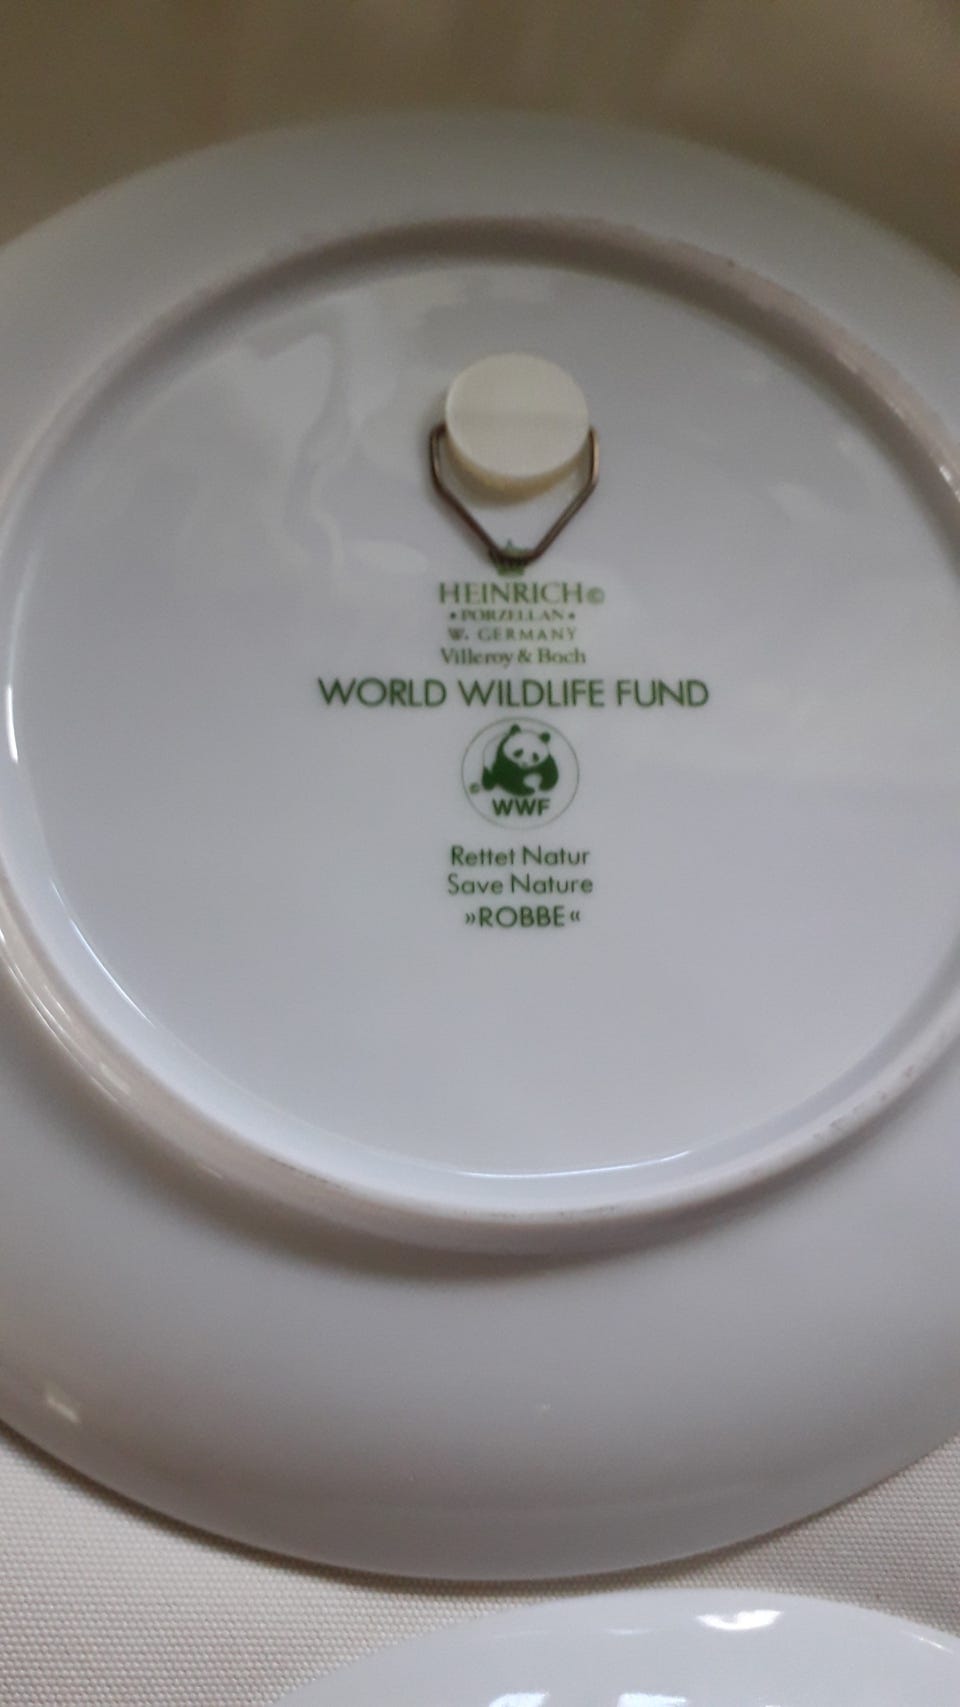 HEINRICH©
•PORZELLAN•
W. GERMANY
Villeroy & Boch
WORLD WILDLIFE FUND
© WWF
Rettet Natur
Save Nature
»ROBBE«